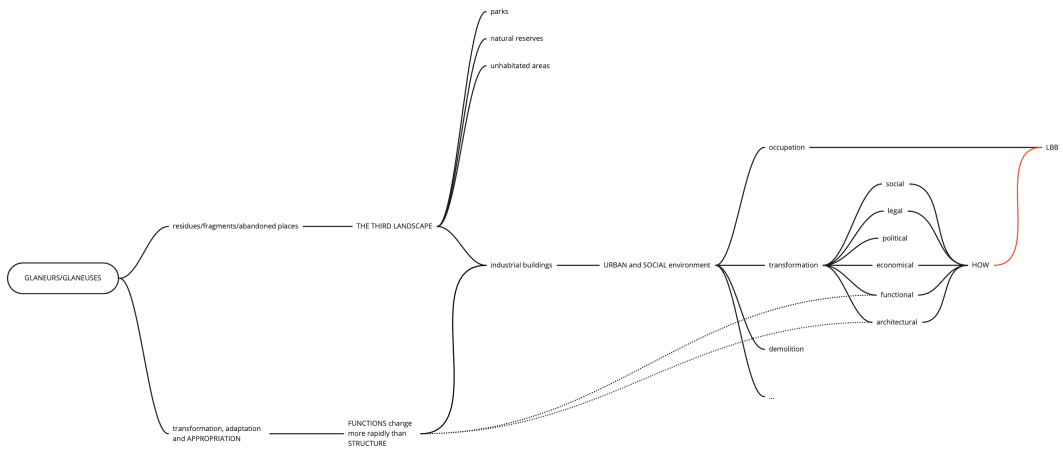 parks
natural reserves
unhabitated areas
occupation
LBB
social
legal
residues/fragments/abandoned places
THE THIRD LANDSCAPE
political
industrial buildings
URBAN and SOCIAL environment
transformation
economical
HOW
GLANEURS/GLANEUSES
functional
architectural
demolition
...
transformation, adaptation
and APPROPRIATION
FUNCTIONS change
more rapidly than
STRUCTURE